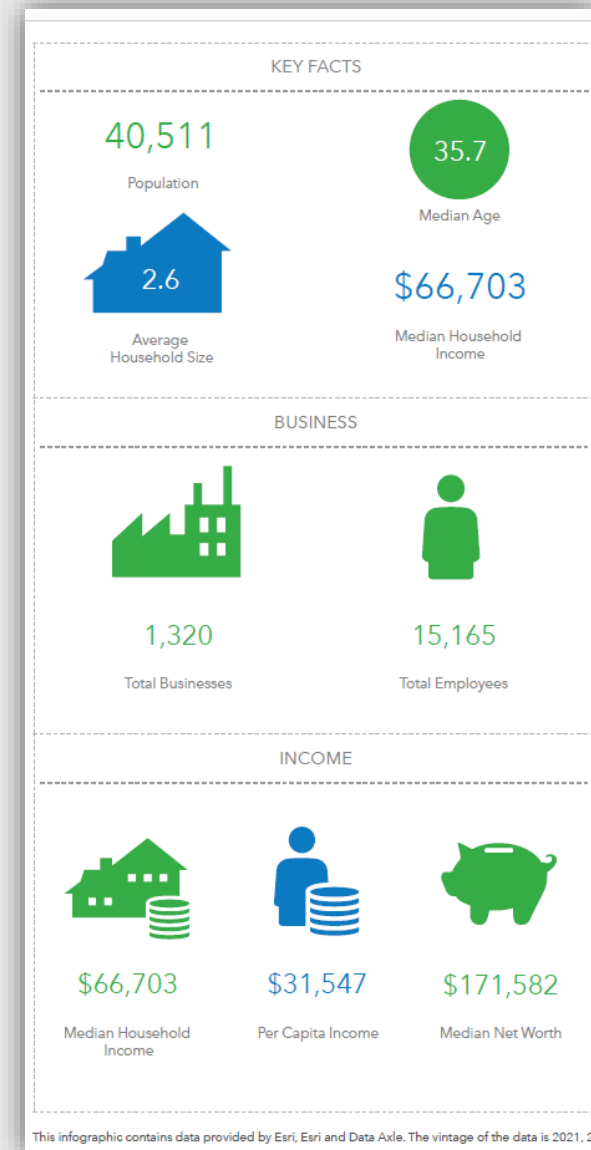 KEY FACTS
40,511
Population
35.7
Median Age
2.6
Average
Household Size
$66,703
Median Household
Income
BUSINESS
1,320
Total Businesses
15,165
Total Employees
INCOME
$66,703
Median Household
Income
$31,547
Per Capita Income
$171,582
Median Net Worth
This infographic contains data provided by Esri, Esri and Data Axle. The vintage of the data is 2021,